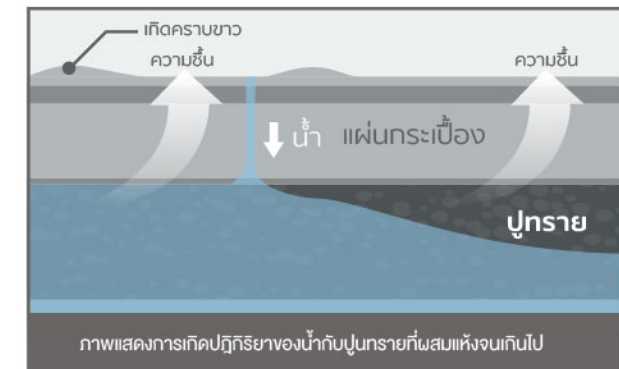 เกิดคราบขาว
ความชื้น
ความชื้น
น้ำ
แผ่นกระเบื้อง
ปูทราย
ภาพแสดงการเกิดปฏิกิริยาของน้ำกับปูนทรายที่ผสมแห้งจนเกินไป